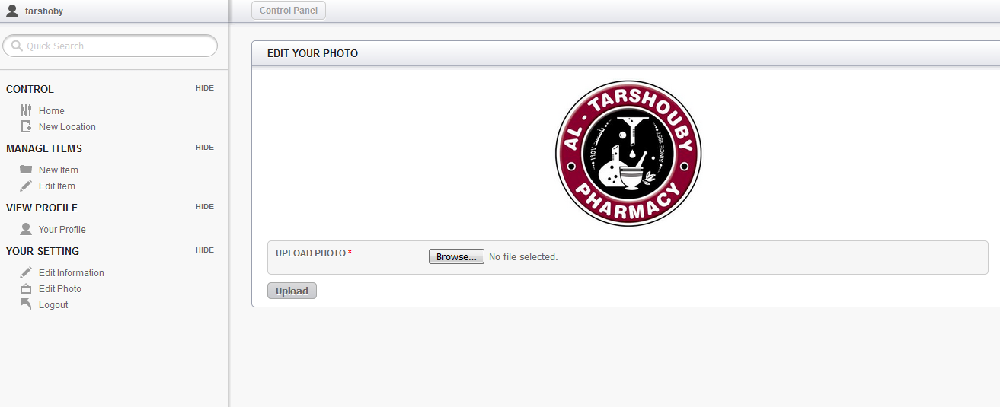 tarshoby
Control Panel
Quick Search
CONTROL HIDE
Home
New Location
MANAGE ITEMS HIDE
New Item
Edit Item
VIEW PROFILE HIDE
Your Profile
YOUR SETTING HIDE
Edit Information
Edit Photo
Logout
EDIT YOUR PHOTO
AL - TARSHOUBY
تأسست ١٩٥٧
SINCE 1957
PHARMACY
UPLOAD PHOTO *
Browse... No file selected.
Upload